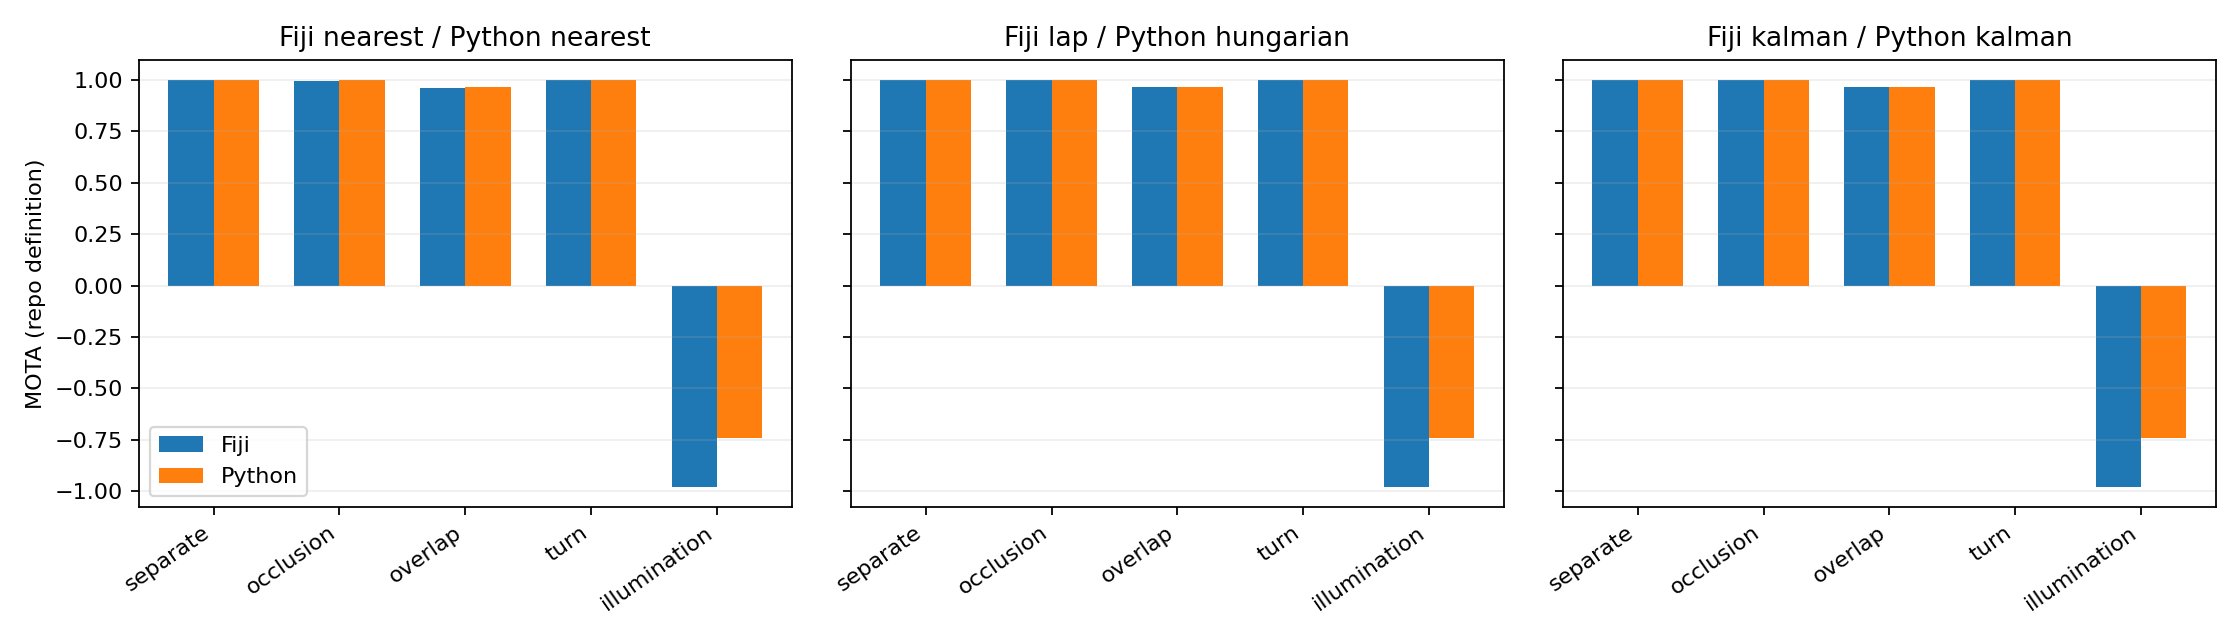 Fiji nearest / Python nearest
Fiji lap / Python hungarian
Fiji kalman / Python kalman
MOTA (repo definition)
1.00
0.75
0.50
0.25
0.00
−0.25
−0.50
−0.75
−1.00
Fiji
Python
separate
occlusion
overlap
turn
illumination
separate
occlusion
overlap
turn
illumination
separate
occlusion
overlap
turn
illumination